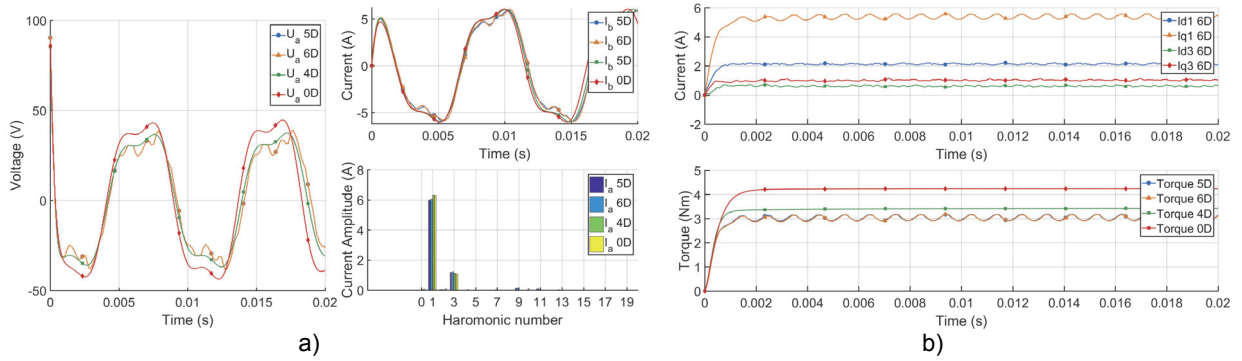 Voltage (V)
100
50
0
-50
0
0.005
0.01
0.015
0.02
Time (s)
U_a 5D
U_a 6D
U_a 4D
U_a 0D
Current (A)
5
0
-5
0
0.005
0.01
0.015
0.02
Time (s)
I_b 5D
I_b 6D
I_b 5D
I_b 0D
Current Amplitude (A)
8
6
4
2
0
0 1 3 5 7 9 11 13 15 17 19
Haromonic number
I_a 5D
I_a 6D
I_a 4D
I_a 0D
a)
Current (A)
6
4
2
0
-2
0 0.002 0.004 0.006 0.008 0.01 0.012 0.014 0.016 0.018 0.02
Time (s)
Id1 6D
Iq1 6D
Id3 6D
Iq3 6D
Torque (Nm)
5
4
3
2
1
0
0 0.002 0.004 0.006 0.008 0.01 0.012 0.014 0.016 0.018 0.02
Time (s)
Torque 5D
Torque 6D
Torque 4D
Torque 0D
b)